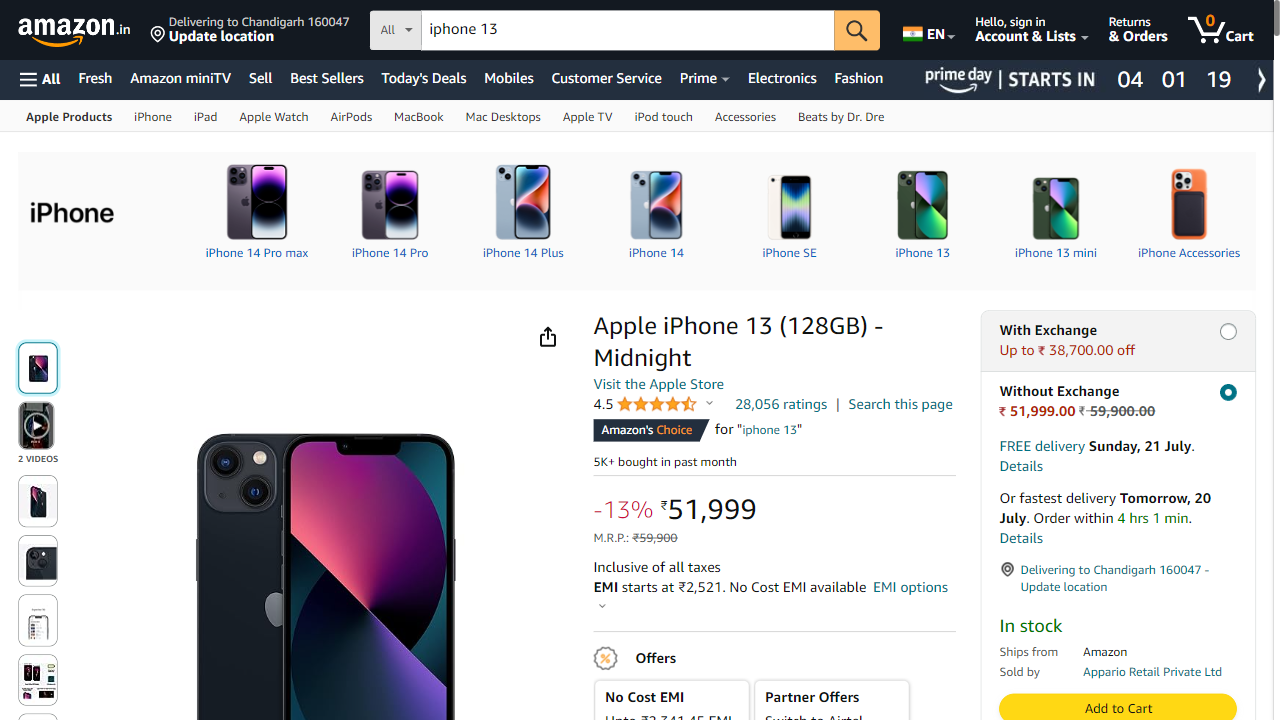 amazon.in
Delivering to Chandigarh 160047
Update location
All
iphone 13
EN
Hello, sign in
Account & Lists
Returns
& Orders
0
Cart
All
Fresh
Amazon miniTV
Sell
Best Sellers
Today's Deals
Mobiles
Customer Service
Prime
Electronics
Fashion
prime day | STARTS IN 04 01 19
Apple Products
iPhone
iPad
Apple Watch
AirPods
MacBook
Mac Desktops
Apple TV
iPod touch
Accessories
Beats by Dr. Dre
iPhone
iPhone 14 Pro max
iPhone 14 Pro
iPhone 14 Plus
iPhone 14
iPhone SE
iPhone 13
iPhone 13 mini
iPhone Accessories
2 VIDEOS
Apple iPhone 13 (128GB) -
Midnight
Visit the Apple Store
4.5
28,056 ratings | Search this page
Amazon's Choice for "iphone 13"
5K+ bought in past month
-13% ₹51,999
M.R.P.: ₹59,900
Inclusive of all taxes
EMI starts at ₹2,521. No Cost EMI available EMI options
Offers
No Cost EMI
Upto ₹2,341.45 EMI
Partner Offers
Switch to Airtel
With Exchange
Up to ₹ 38,700.00 off
Without Exchange
₹ 51,999.00 ₹ 59,900.00
FREE delivery Sunday, 21 July.
Details
Or fastest delivery Tomorrow, 20
July. Order within 4 hrs 1 min.
Details
Delivering to Chandigarh 160047 -
Update location
In stock
Ships from Amazon
Sold by Appario Retail Private Ltd
Add to Cart